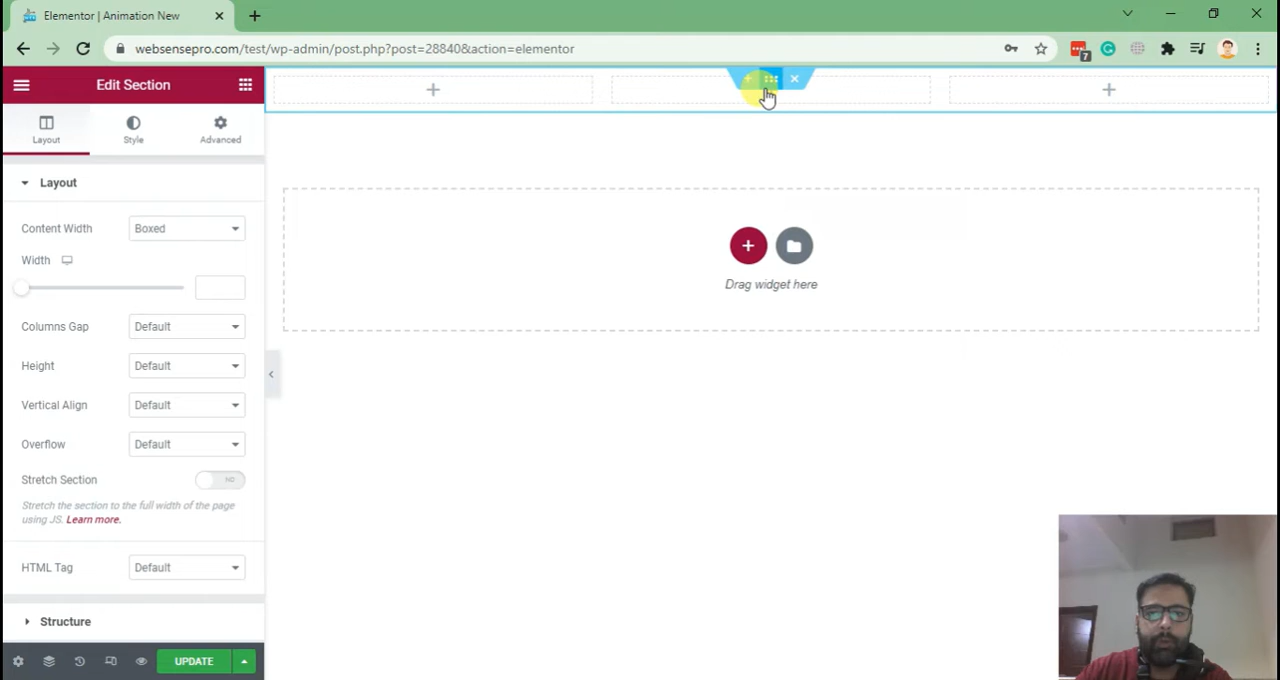 Elementor | Animation New
websensepro.com/test/wp-admin/post.php?post=28840&action=elementor
7
Edit Section
Layout
Style
Advanced
Layout
Content Width
Boxed
Width
Columns Gap
Default
Height
Default
Vertical Align
Default
Overflow
Default
Stretch Section
NO
Stretch the section to the full width of the page
using JS. Learn more.
HTML Tag
Default
Structure
UPDATE
Drag widget here